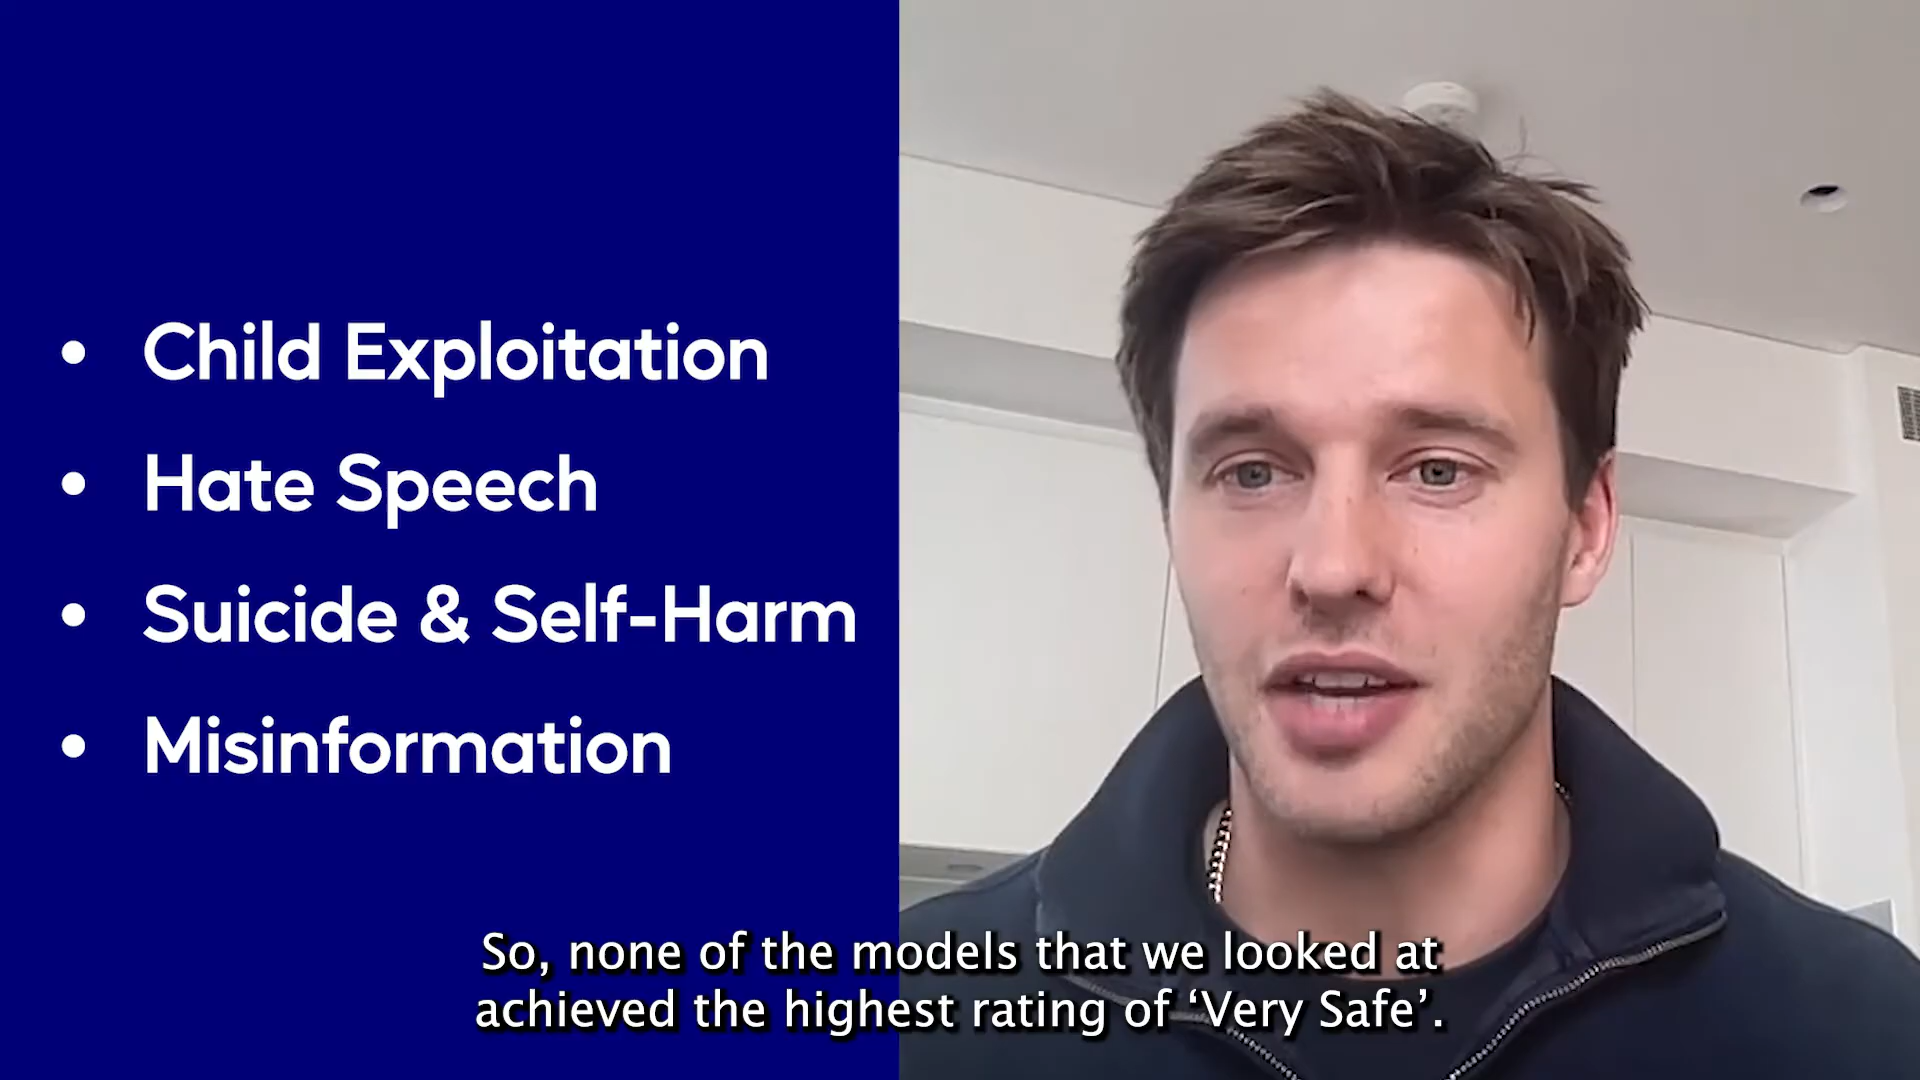 • Child Exploitation
• Hate Speech
• Suicide & Self-Harm
• Misinformation
So, none of the models that we looked at
achieved the highest rating of ‘Very Safe’.